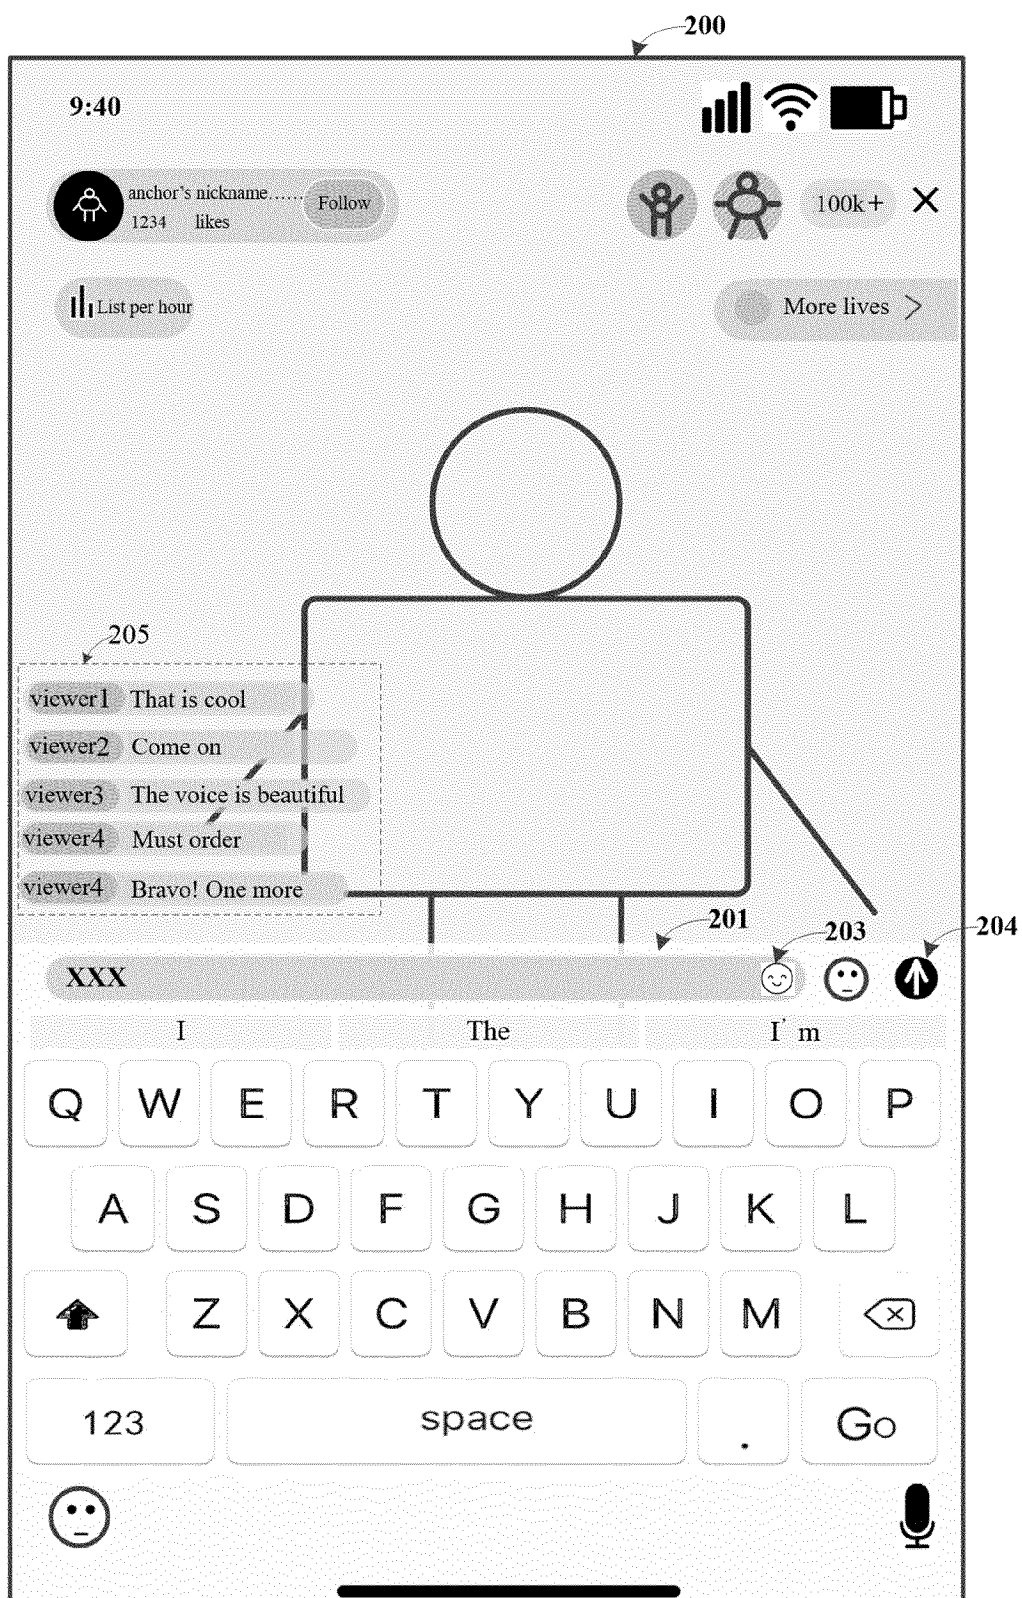 200
9:40
anchor's nickname......
Follow
1234 likes
100k+
List per hour
More lives
205
viewer1 That is cool
viewer2 Come on
viewer3 The voice is beautiful
viewer4 Must order
viewer4 Bravo! One more
201
203
204
XXX
I The I' m
Q W E R T Y U I O P
A S D F G H J K L
Z X C V B N M
123 space . Go